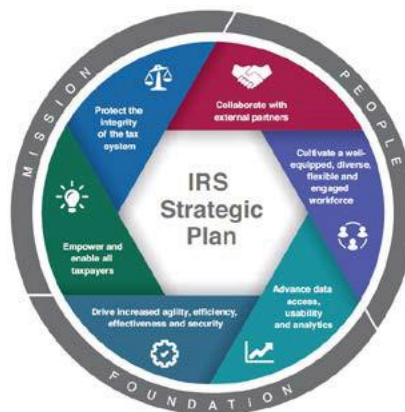 MISSION
PEOPLE
FOUNDATION
IRS
Strategic
Plan
Protect the
integrity
of the tax
system
Collaborate with
external partners
Cultivate a well-
equipped, diverse,
flexible and
engaged
workforce
Advance data
access,
usability
and analytics
Drive increased agility, efficiency,
effectiveness and security
Empower and
enable all
taxpayers